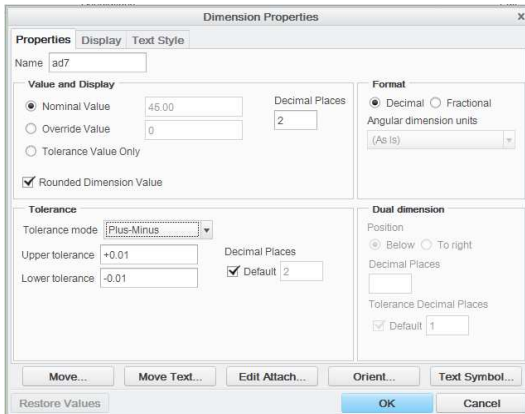 Dimension Properties
Properties Display Text Style
Name ad7
Value and Display
Nominal Value 45.00
Override Value 0
Tolerance Value Only
Rounded Dimension Value
Decimal Places
2
Format
Decimal Fractional
Angular dimension units
(As Is)
Tolerance
Tolerance mode Plus-Minus
Upper tolerance +0.01
Lower tolerance -0.01
Decimal Places
Default 2
Dual dimension
Position
Below To right
Decimal Places
Tolerance Decimal Places
Default 1
Move... Move Text... Edit Attach... Orient... Text Symbol...
Restore Values OK Cancel